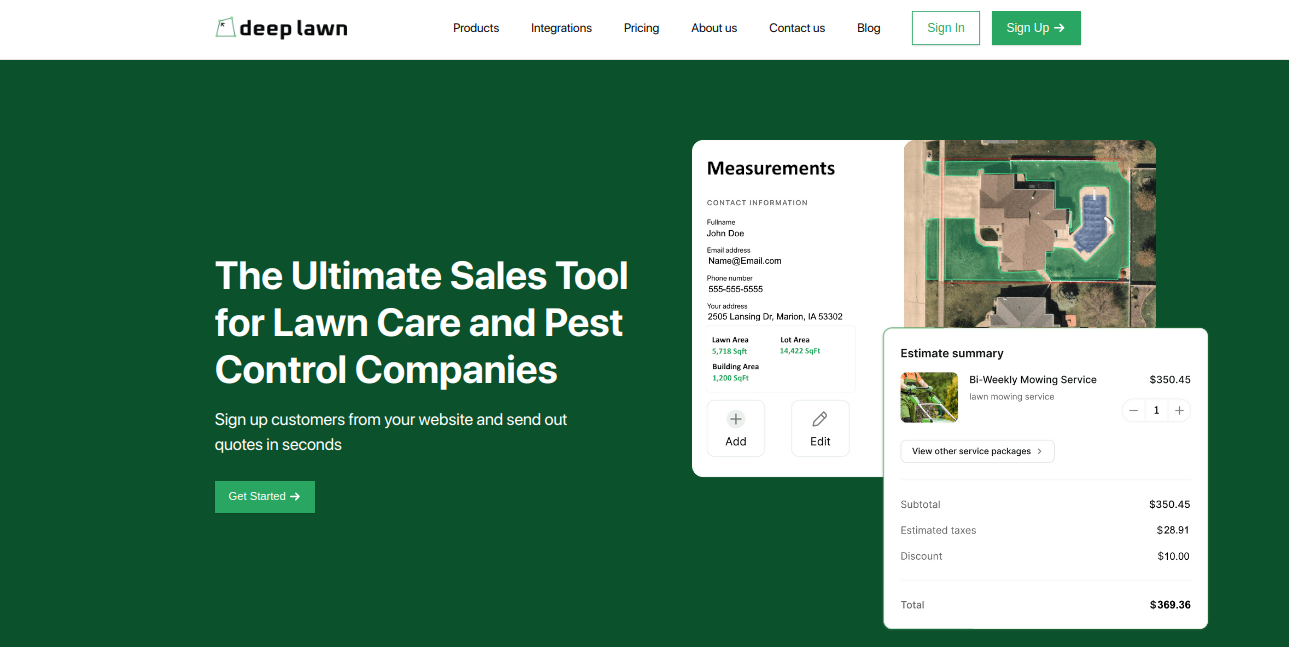 deep lawn
Products
Integrations
Pricing
About us
Contact us
Blog
Sign In
Sign Up →
The Ultimate Sales Tool
for Lawn Care and Pest
Control Companies
Sign up customers from your website and send out
quotes in seconds
Get Started →
Measurements
CONTACT INFORMATION
Fullname
John Doe
Email address
Name@Email.com
Phone number
555-555-5555
Your address
2505 Lansing Dr, Marion, IA 53302
Lawn Area Lot Area
5,718 Sqft 14,422 SqFt
Building Area
1,200 SqFt
Add
Edit
Estimate summary
Bi-Weekly Mowing Service $350.45
lawn mowing service
1
View other service packages >
Subtotal $350.45
Estimated taxes $28.91
Discount $10.00
Total $369.36